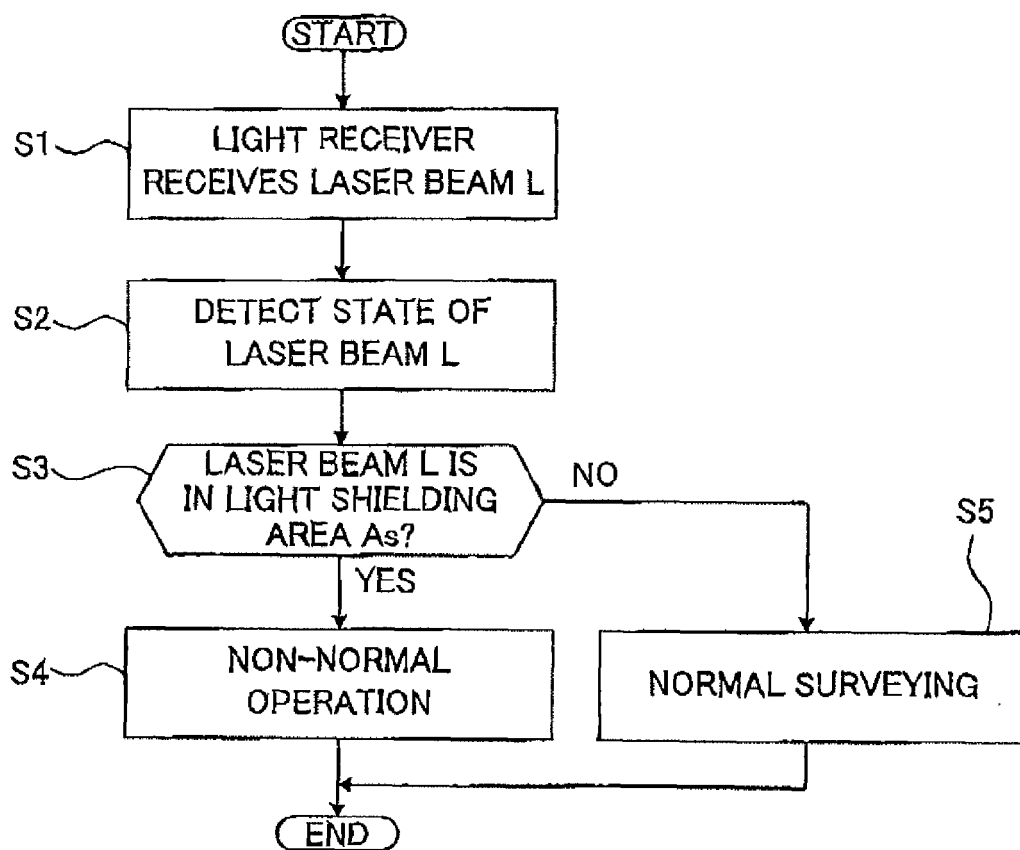 START
S1
LIGHT RECEIVER
RECEIVES LASER BEAM L
S2
DETECT STATE OF
LASER BEAM L
S3
LASER BEAM L IS
IN LIGHT SHIELDING
AREA As?
NO
YES
S5
S4
NON-NORMAL
OPERATION
NORMAL SURVEYING
END